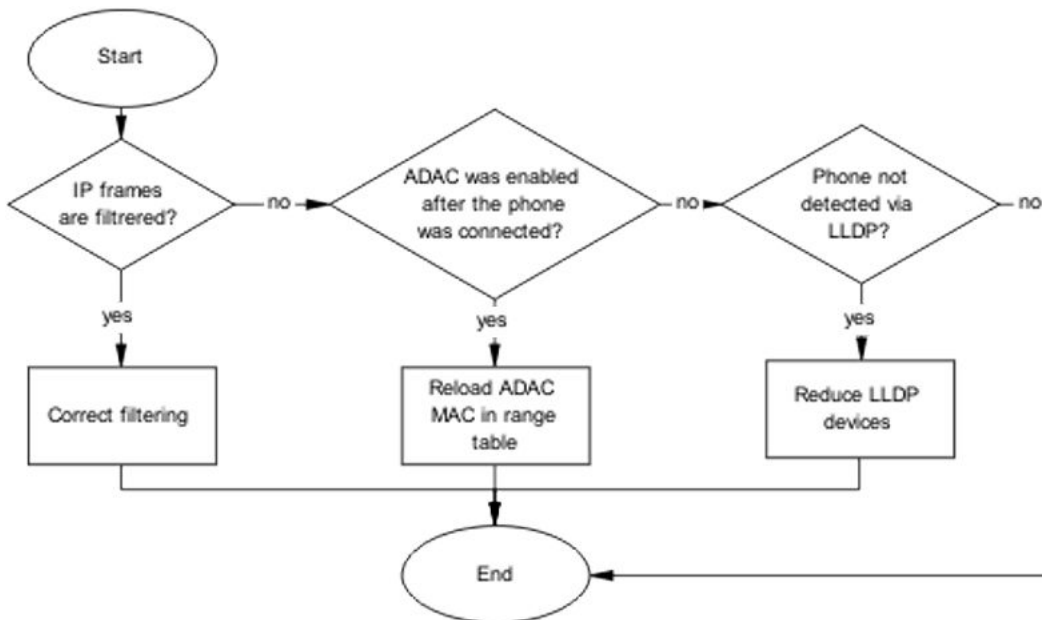 Start
IP frames
are filtrered?
no
ADAC was enabled
after the phone
was connected?
no
Phone not
detected via
LLDP?
no
yes
yes
yes
Correct filtering
Reload ADAC
MAC in range
table
Reduce LLDP
devices
End